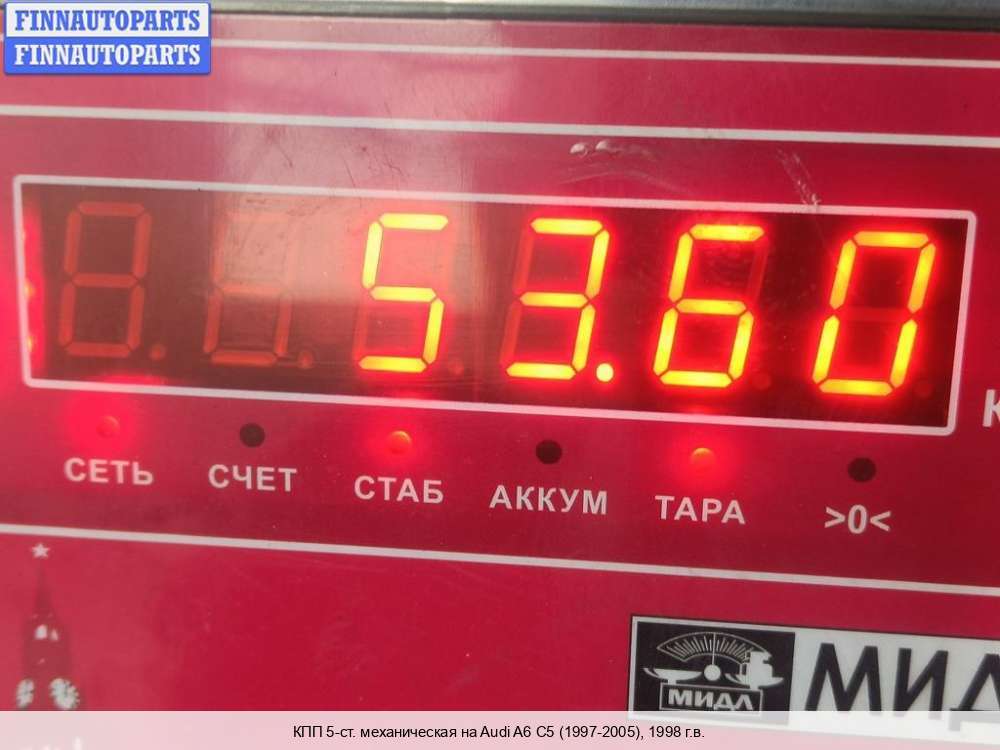 FINNAUTOPARTS
FINNAUTOPARTS
53.60
СЕТЬ СЧЕТ СТАБ АККУМ ТАРА >0<
МИДЛ
КПП 5-ст. механическая на Audi A6 C5 (1997-2005), 1998 г.в.